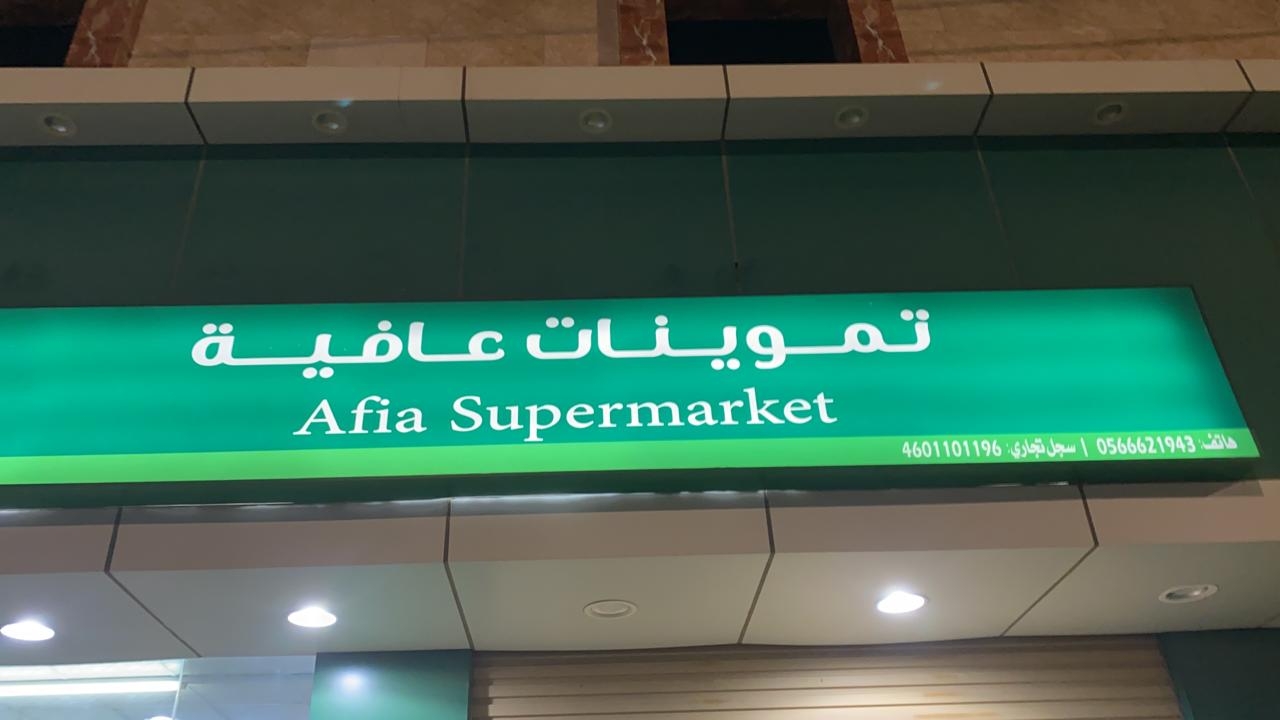 تموينات عافية
Afia Supermarket
هاتف: 0566621943 | سجل تجاري: 4601101196